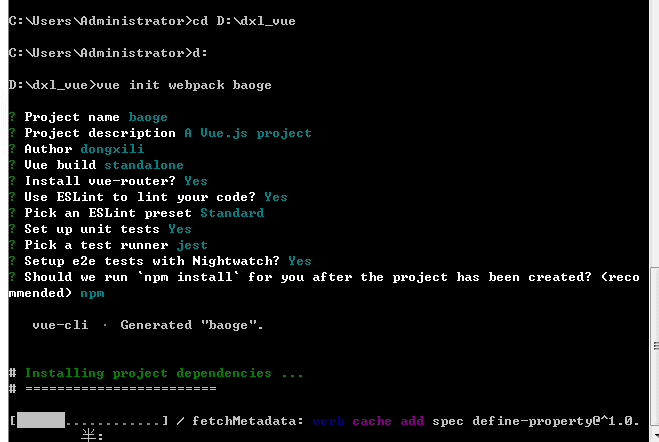 C:\Users\Administrator>cd D:\dxl_vue
C:\Users\Administrator>d:
D:\dxl_vue>vue init webpack baoge
? Project name baoge
? Project description A Vue.js project
? Author dongxili
? Vue build standalone
? Install vue-router? Yes
? Use ESLint to lint your code? Yes
? Pick an ESLint preset Standard
? Set up unit tests Yes
? Pick a test runner jest
? Setup e2e tests with Nightwatch? Yes
? Should we run `npm install` for you after the project has been created? (reco
mmended) npm
vue-cli · Generated "baoge".
# Installing project dependencies ...
# ========================
[      ............] / fetchMetadata: verb cache add spec define-property@^1.0.
半: